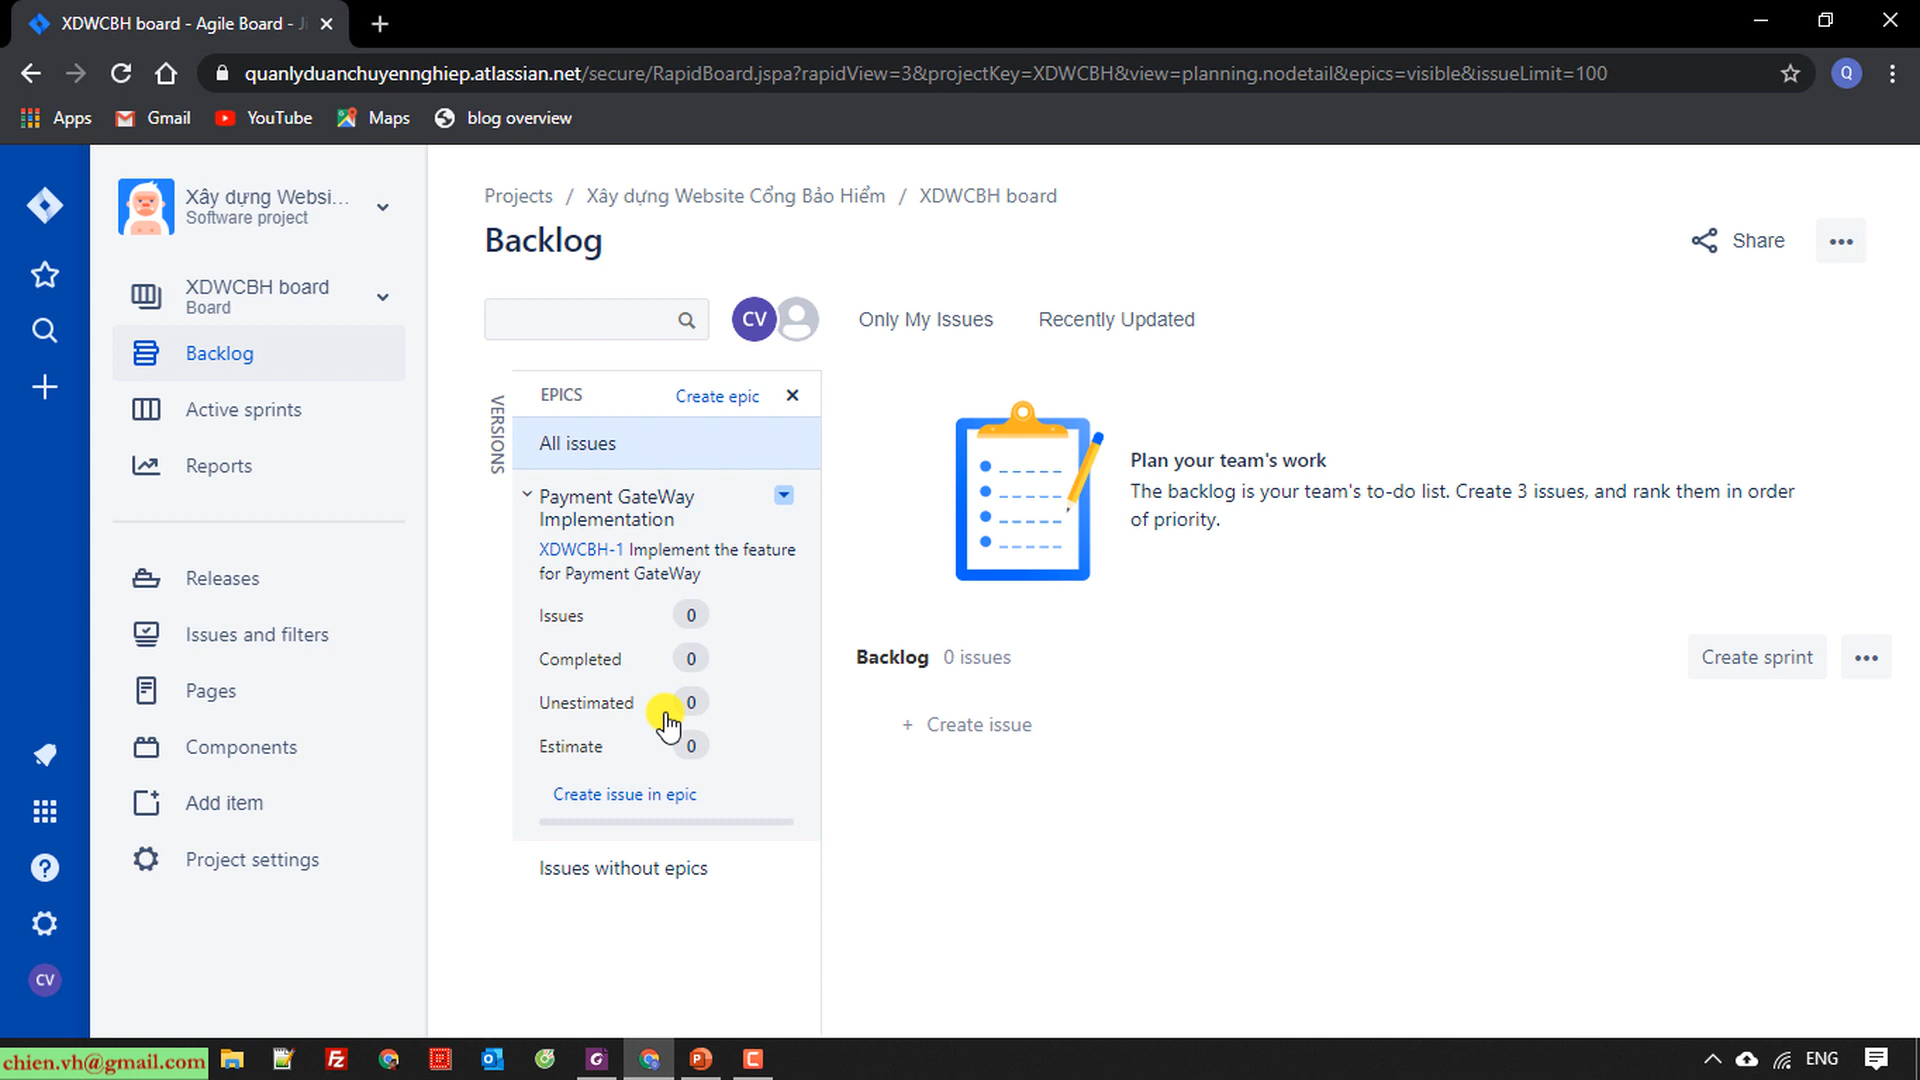 XDWCBH board - Agile Board - Ji
quanlyduanchuyennghiep.atlassian.net/secure/RapidBoard.jspa?rapidView=3&projectKey=XDWCBH&view=planning.nodetail&epics=visible&issueLimit=100
Q
Apps
Gmail
YouTube
Maps
blog overview
Xây dựng Websi...
Software project
XDWCBH board
Board
Backlog
Active sprints
Reports
Releases
Issues and filters
Pages
Components
Add item
Project settings
CV
Projects / Xây dựng Website Cổng Bảo Hiểm / XDWCBH board
Backlog
Share
CV
Only My Issues
Recently Updated
VERSIONS
EPICS
Create epic
All issues
Payment GateWay
Implementation
XDWCBH-1 Implement the feature
for Payment GateWay
Issues 0
Completed 0
Unestimated 0
Estimate 0
Create issue in epic
Issues without epics
Plan your team's work
The backlog is your team's to-do list. Create 3 issues, and rank them in order
of priority.
Backlog 0 issues
Create sprint
+ Create issue
chien.vh@gmail.com
ENG